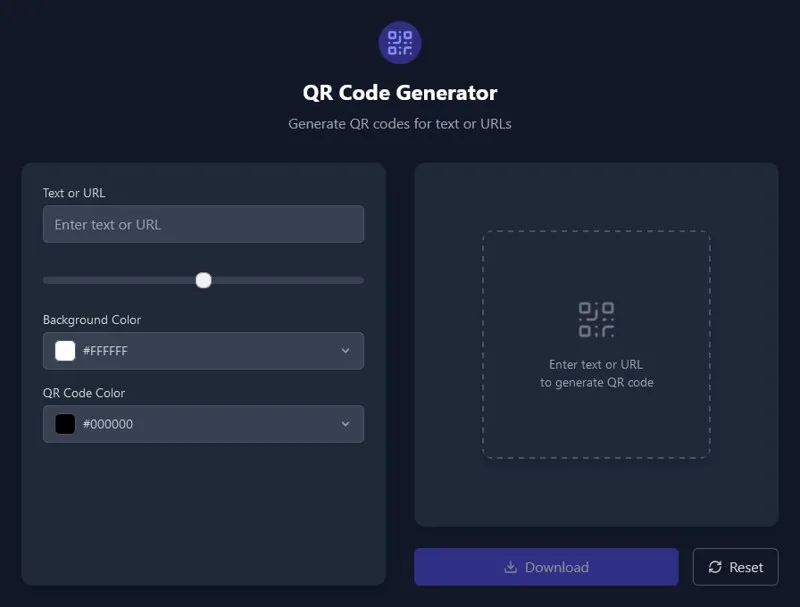 QR Code Generator
Generate QR codes for text or URLs
Text or URL
Enter text or URL
Background Color
#FFFFFF
QR Code Color
#000000
Enter text or URL
to generate QR code
Download
Reset